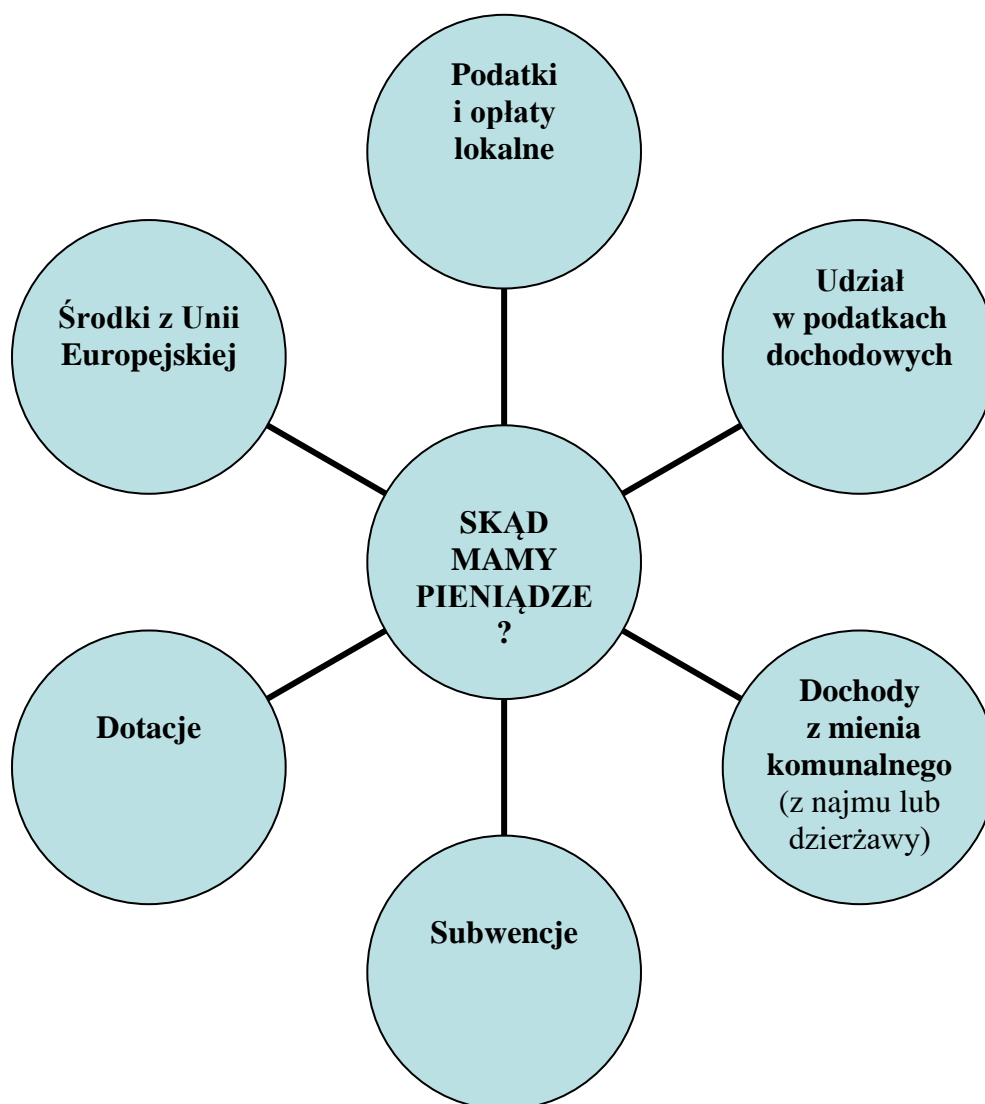 Podatki
i opłaty
lokalne
Udział
w podatkach
dochodowych
Środki z Unii
Europejskiej
SKĄD
MAMY
PIENIĄDZE
?
Dochody
z mienia
komunalnego
(z najmu lub
dzierżawy)
Dotacje
Subwencje